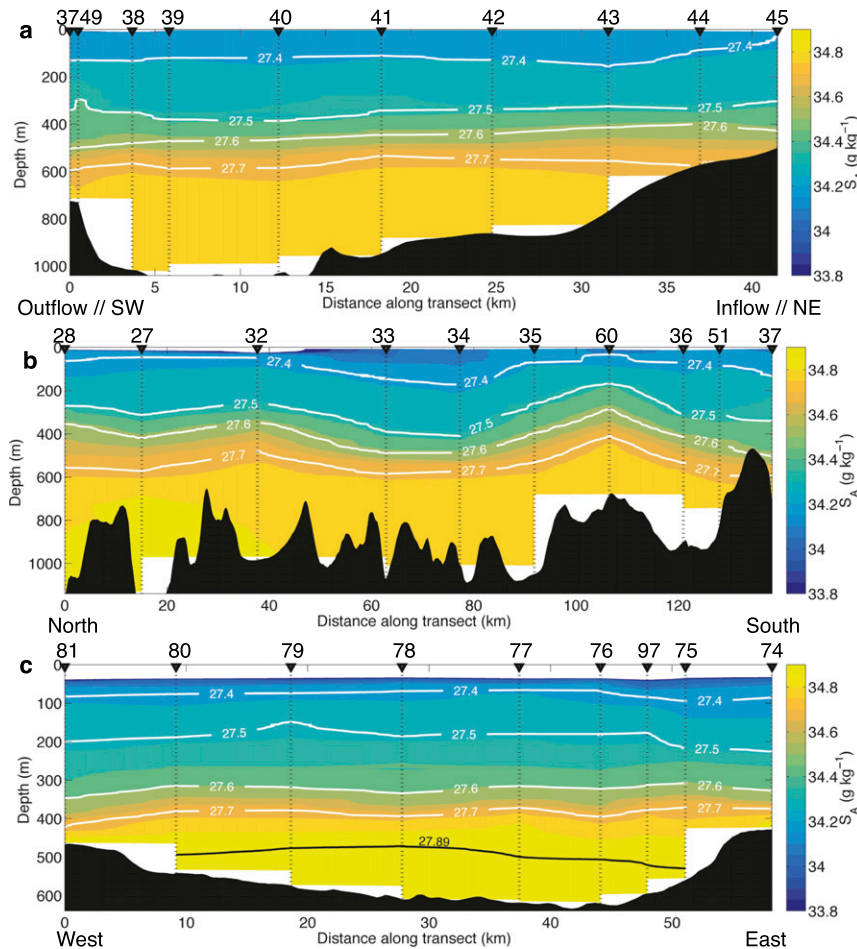 a
3749 38 39 40 41 42 43 44 45
0
200
400
600
800
1000
Depth (m)
27.4 27.4
27.5 27.5
27.6 27.6 27.6
27.7 27.7
0 5 10 15 20 25 30 35 40
Distance along transect (km)
34.8
34.6
34.4
34.2
34
33.8
S_A (g kg⁻¹)
Outflow // SW Inflow // NE
b
28 27 32 33 34 35 60 36 51 37
0
200
400
600
800
1000
Depth (m)
27.4 27.4 27.4
27.5 27.5 27.5
27.6 27.6 27.6
27.7 27.7 27.7
0 20 40 60 80 100 120
Distance along transect (km)
34.8
34.6
34.4
34.2
34
33.8
S_A (g kg⁻¹)
North South
c
81 80 79 78 77 76 97 75 74
0
100
200
300
400
500
600
Depth (m)
27.4 27.4 27.4
27.5 27.5 27.5
27.6 27.6 27.6
27.7 27.7 27.7
27.89
0 10 20 30 40 50
Distance along transect (km)
34.8
34.6
34.4
34.2
34
33.8
S_A (g kg⁻¹)
West East